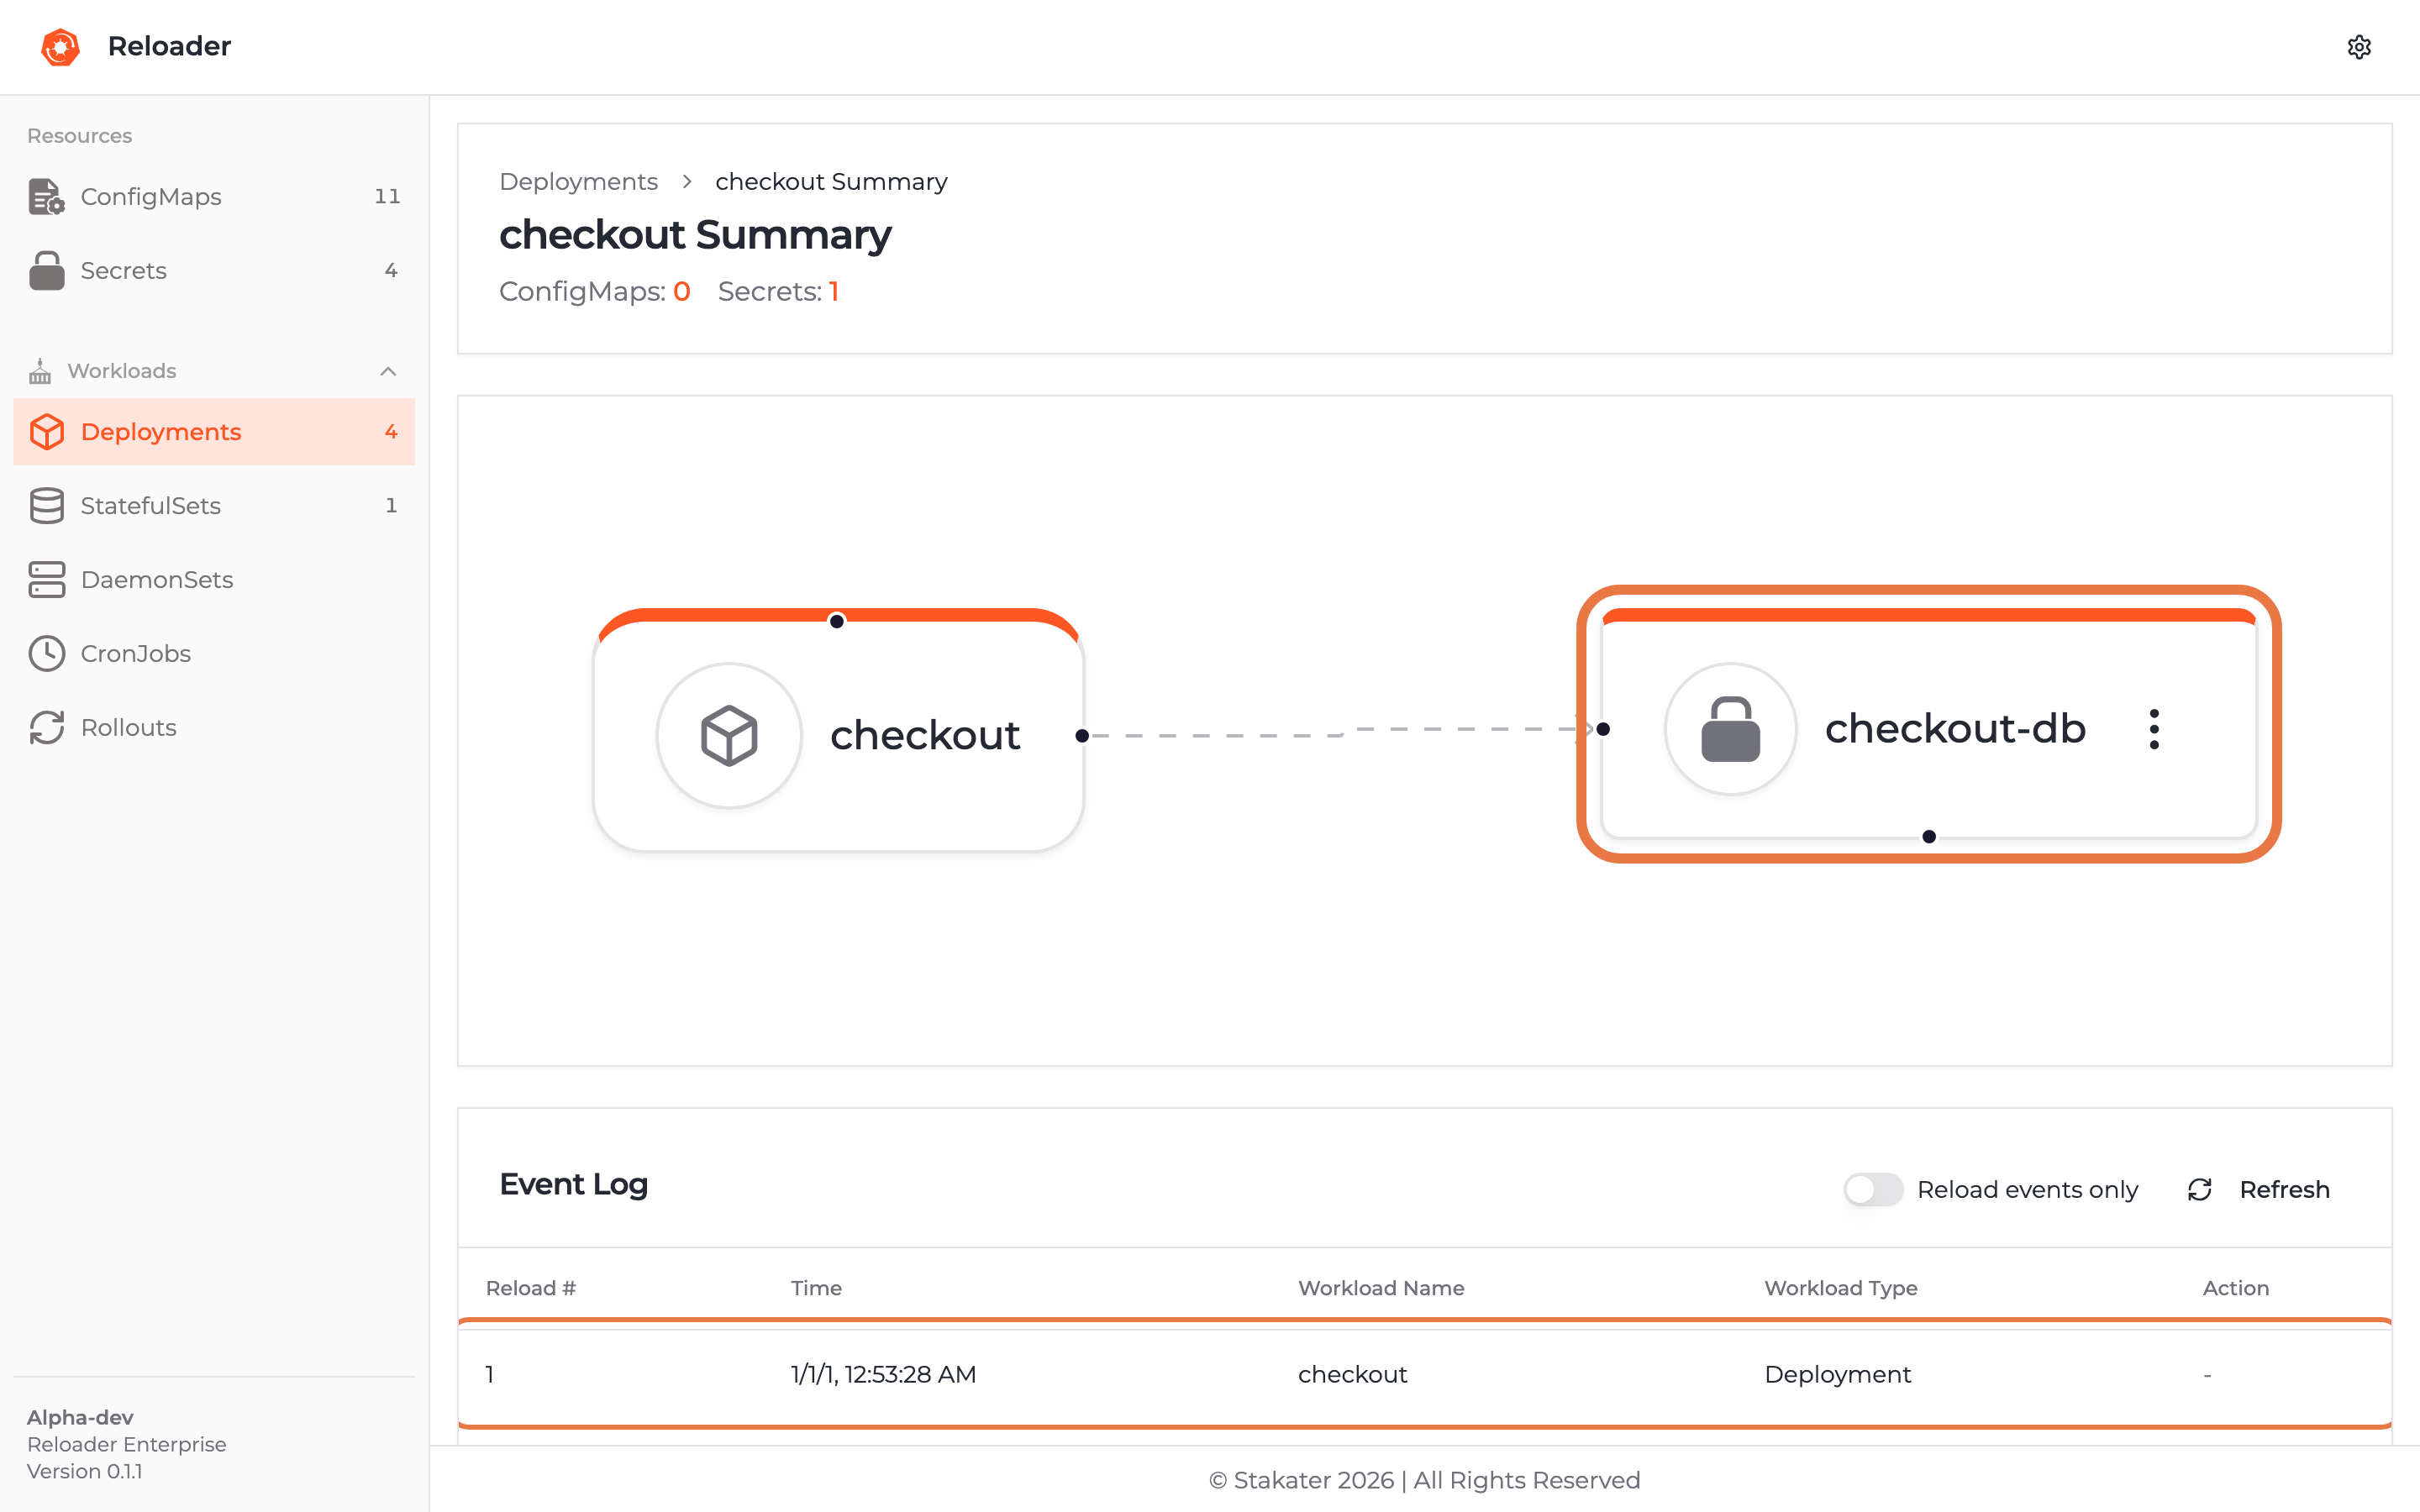 Reloader
Resources
ConfigMaps 11
Secrets 4
Workloads
Deployments 4
StatefulSets 1
DaemonSets
CronJobs
Rollouts
Alpha-dev
Reloader Enterprise
Version 0.1.1
Deployments > checkout Summary
checkout Summary
ConfigMaps: 0 Secrets: 1
checkout
checkout-db
Event Log
Reload events only Refresh
Reload # Time Workload Name Workload Type Action
1 1/1/1, 12:53:28 AM checkout Deployment -
© Stakater 2026 | All Rights Reserved